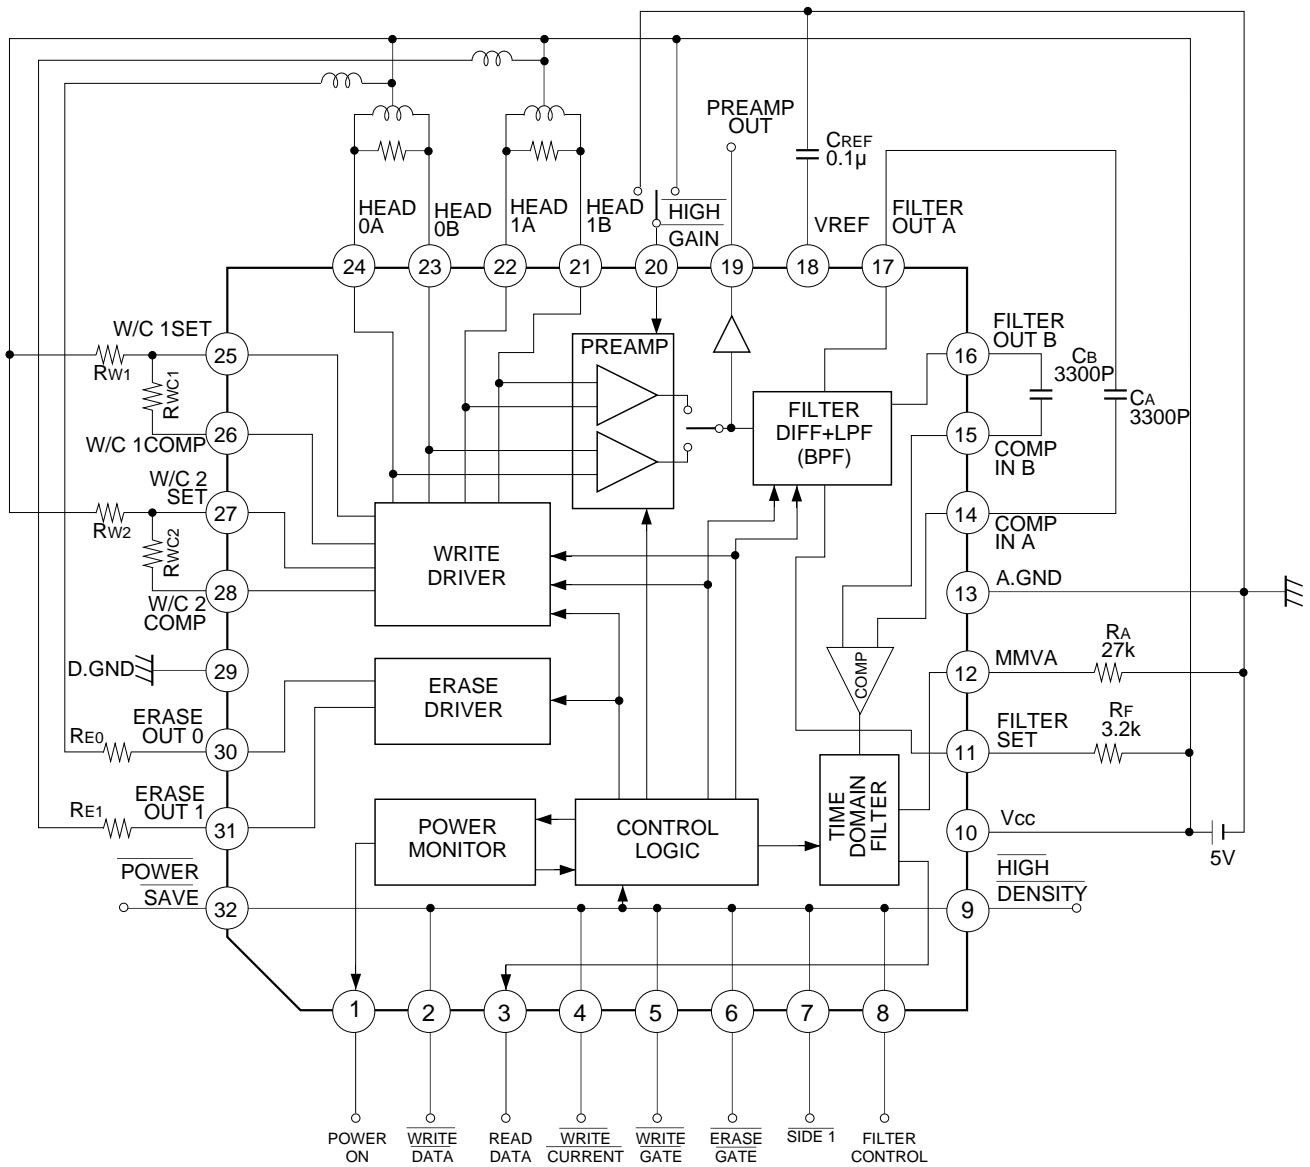 PREAMP
OUT
CREF
0.1µ
HEAD
0A
HEAD
0B
HEAD
1A
HEAD
1B
HIGH
GAIN
VREF
FILTER
OUT A
24
23
22
21
20
19
18
17
W/C 1SET
25
RW1
RWC1
W/C 1COMP
26
W/C 2
SET
27
RW2
RWC2
W/C 2
COMP
28
D.GND
29
ERASE
OUT 0
RE0
30
ERASE
OUT 1
RE1
31
POWER
SAVE
32
PREAMP
FILTER
DIFF+LPF
(BPF)
WRITE
DRIVER
ERASE
DRIVER
POWER
MONITOR
CONTROL
LOGIC
COMP
TIME
DOMAIN
FILTER
FILTER
OUT B
16
CB
3300P
CA
3300P
15
COMP
IN B
14
COMP
IN A
A.GND
13
RA
27k
MMVA
12
RF
3.2k
FILTER
SET
11
Vcc
10
5V
HIGH
DENSITY
9
1
2
3
4
5
6
7
8
POWER
ON
WRITE
DATA
READ
DATA
WRITE
CURRENT
WRITE
GATE
ERASE
GATE
SIDE 1
FILTER
CONTROL